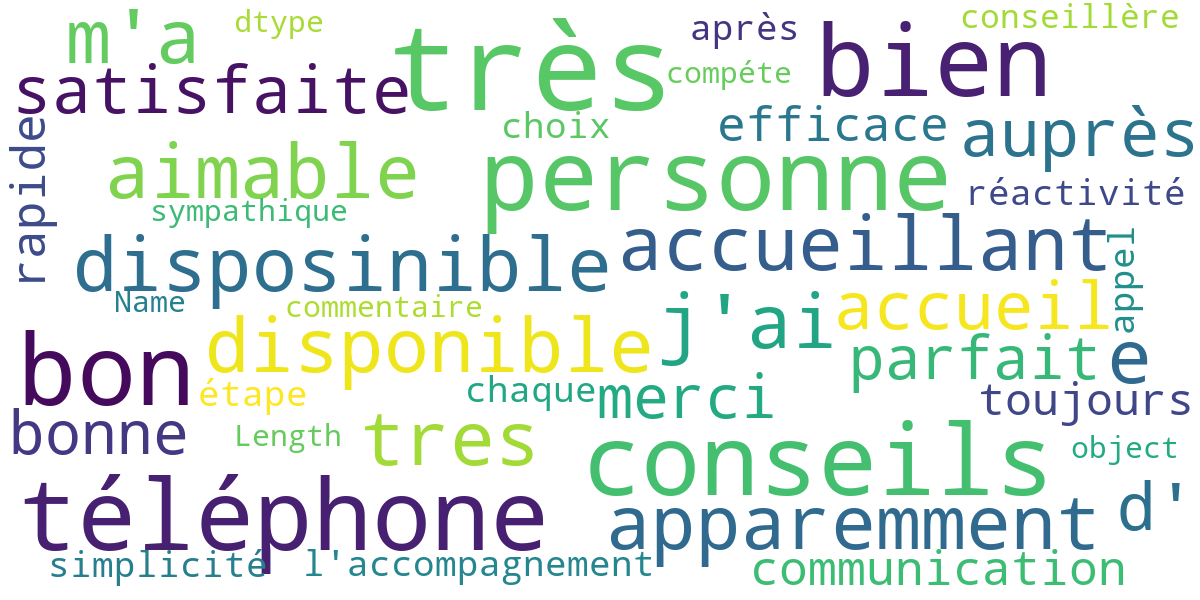 m'a
dtype
très
après
bien
conseillère
satisfaite
compéte
rapide
choix
efficace
auprès
aimable
personne
réactivité
sympathique
disposinible
accueillant
appel
Name
commentaire
j'ai
accueil
disponible
parfait
e
bon
étape
chaque
merci
toujours
bonne
Length
tres
conseils
object
téléphone
apparemment
d'
simplicité
l'accompagnement
communication